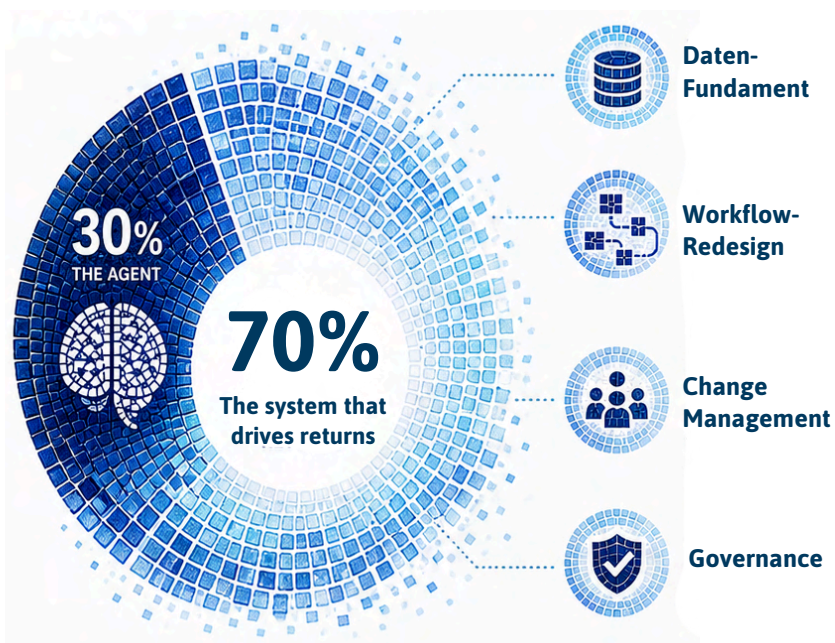 30%
THE AGENT
70%
The system that
drives returns
Daten-
Fundament
Workflow-
Redesign
Change
Management
Governance